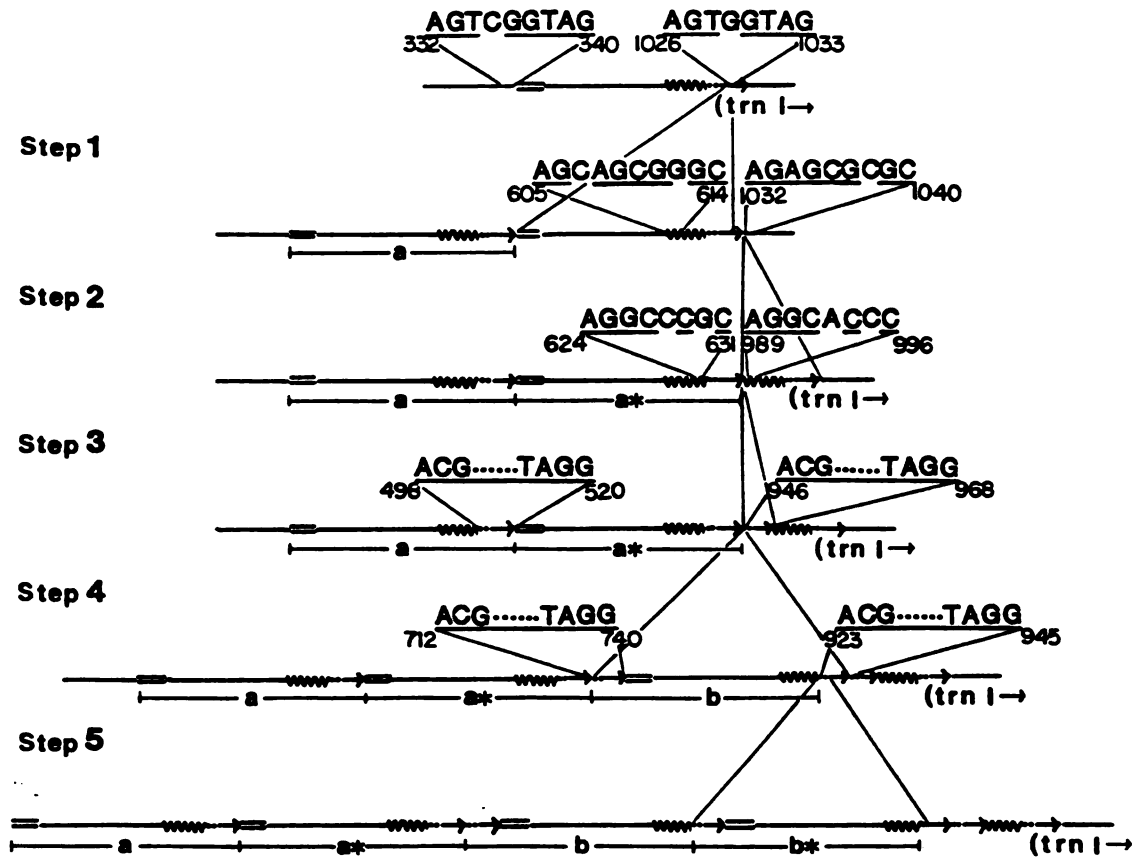 AGTCGGTAG AGTGGTAG
332 340 1026 1033
(trn I→
Step 1
AGCAGCGGGC AGAGCGCGC
605 614 1032 1040
a
Step 2
AGGCCCGC AGGCACCC
624 631 989 996
(trn I→
a a*
Step 3
ACG······TAGG ACG······TAGG
498 520 946 968
(trn I→
a a*
Step 4
ACG······TAGG ACG······TAGG
712 740 923 945
(trn I→
a a* b
Step 5
(trn I→
a a* b b*